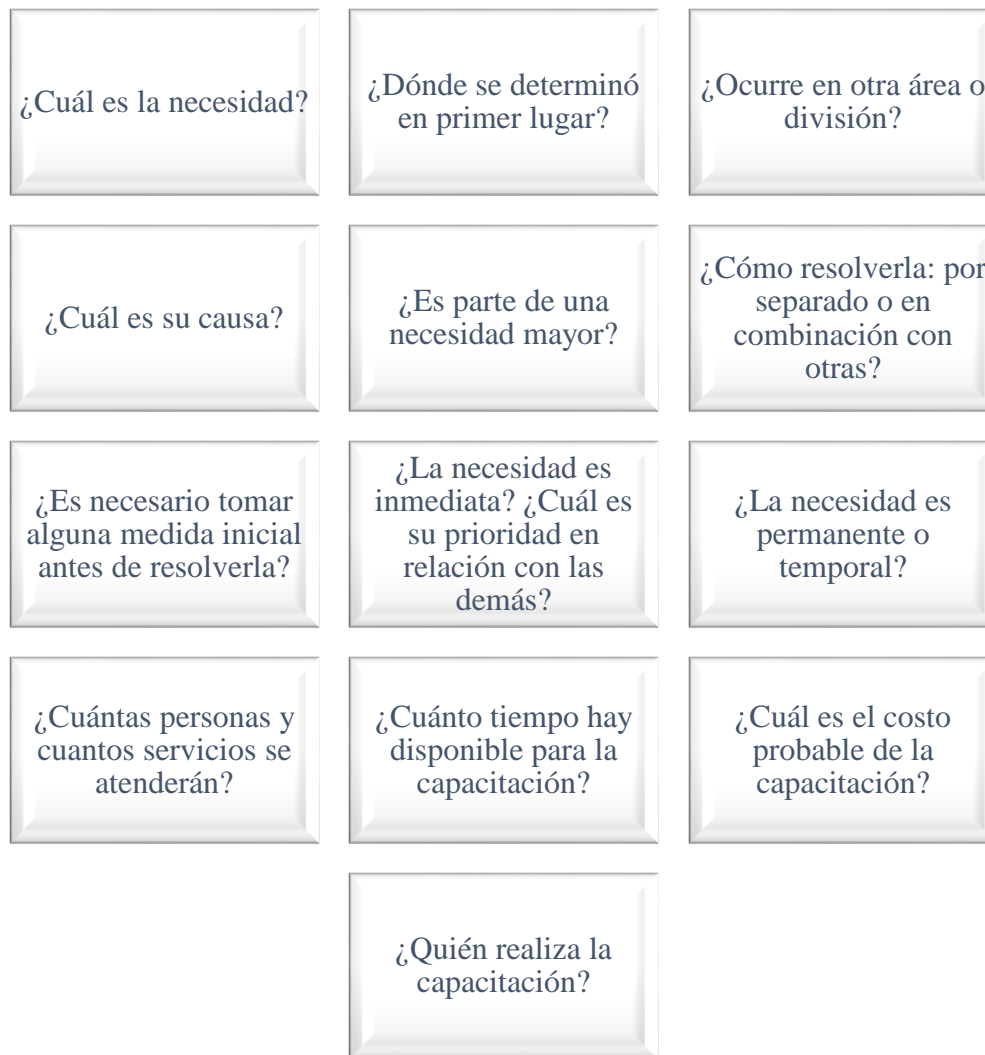 ¿Cuál es la necesidad?
¿Dónde se determinó
en primer lugar?
¿Ocurre en otra área o
división?
¿Cuál es su causa?
¿Es parte de una
necesidad mayor?
¿Cómo resolverla: por
separado o en
combinación con
otras?
¿Es necesario tomar
alguna medida inicial
antes de resolverla?
¿La necesidad es
inmediata? ¿Cuál es
su prioridad en
relación con las
demás?
¿La necesidad es
permanente o
temporal?
¿Cuántas personas y
cuantos servicios se
atenderán?
¿Cuánto tiempo hay
disponible para la
capacitación?
¿Cuál es el costo
probable de la
capacitación?
¿Quién realiza la
capacitación?